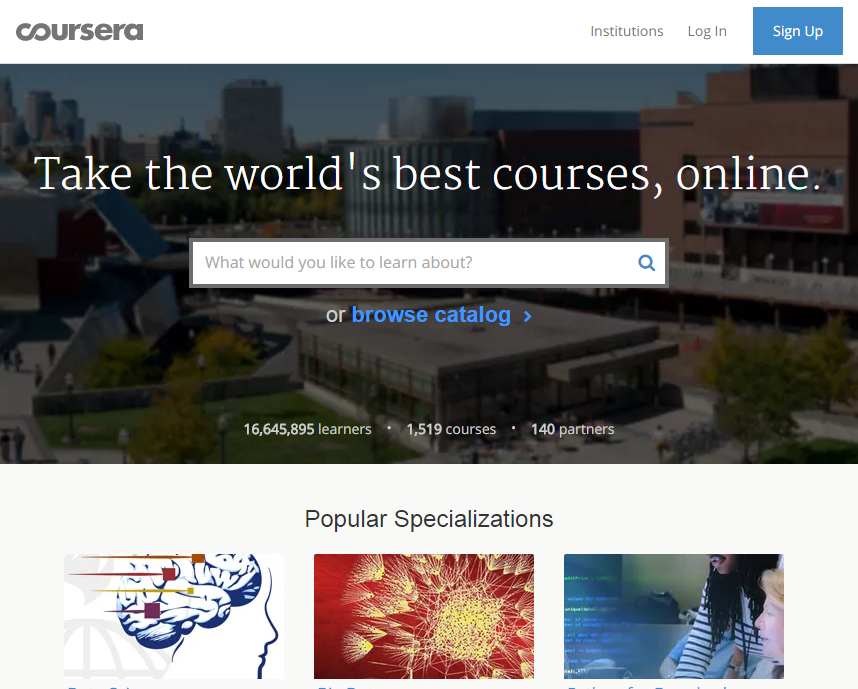 coursera
Institutions Log In Sign Up
Take the world's best courses, online.
What would you like to learn about?
or browse catalog ›
16,645,895 learners • 1,519 courses • 140 partners
Popular Specializations